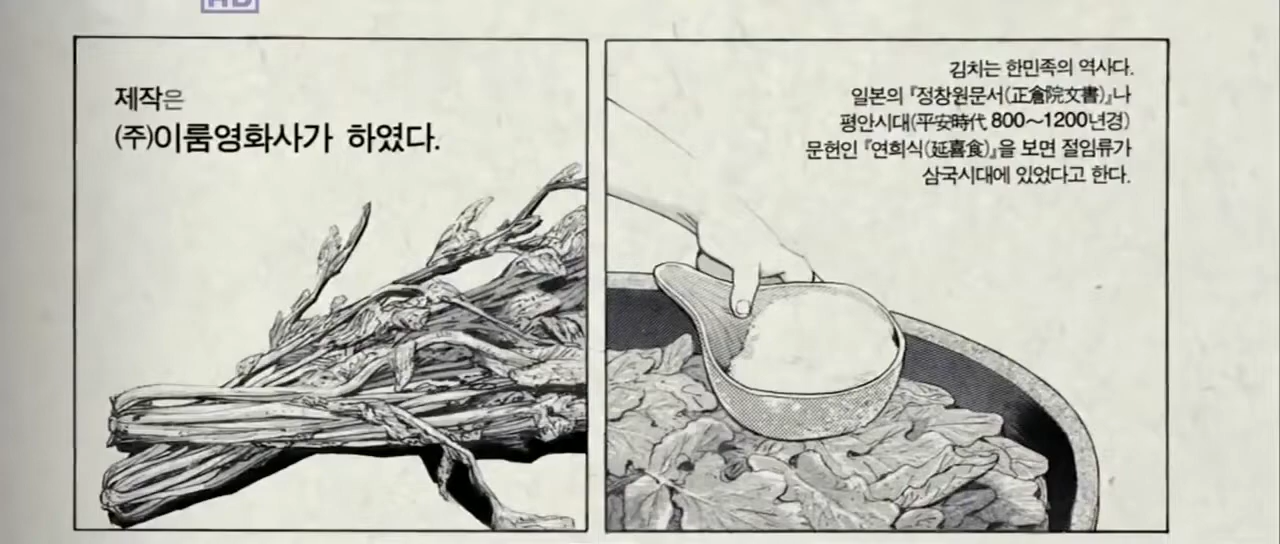 HD
제작은
㈜이룸영화사가 하였다.
김치는 한민족의 역사다.
일본의 『정창원문서(正倉院文書)』나
평안시대(平安時代 800~1200년경)
문헌인 『연희식(延喜食)』을 보면 절임류가
삼국시대에 있었다고 한다.